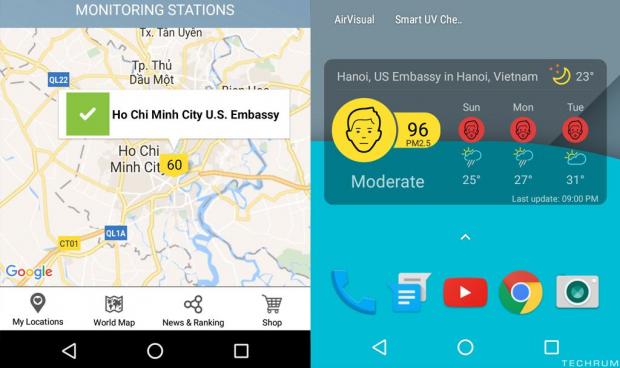 MONITORING STATIONS
Tx. Tân Uyên
Tp. Thủ
Dầu Một
QL22
Ho Chi Minh City U.S. Embassy
Ho Chi
Minh City
60
QL1A
CT01
Google
My Locations
World Map
News & Ranking
Shop
AirVisual
Smart UV Che..
Hanoi, US Embassy in Hanoi, Vietnam
23°
96
PM2.5
Moderate
Sun
Mon
Tue
25°
27°
31°
Last update: 09:00 PM
TECHRUM